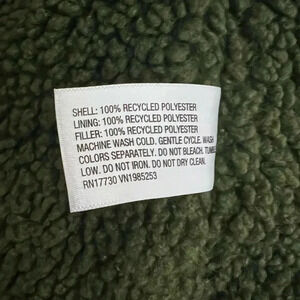 SHELL: 100% RECYCLED POLYESTER
LINING: 100% RECYCLED POLYESTER
FILLER: 100% RECYCLED POLYESTER
MACHINE WASH COLD. GENTLE CYCLE. WASH
COLORS SEPARATELY. DO NOT BLEACH. TUMBLE
LOW. DO NOT IRON. DO NOT DRY CLEAN.
RN17730 VN1985253